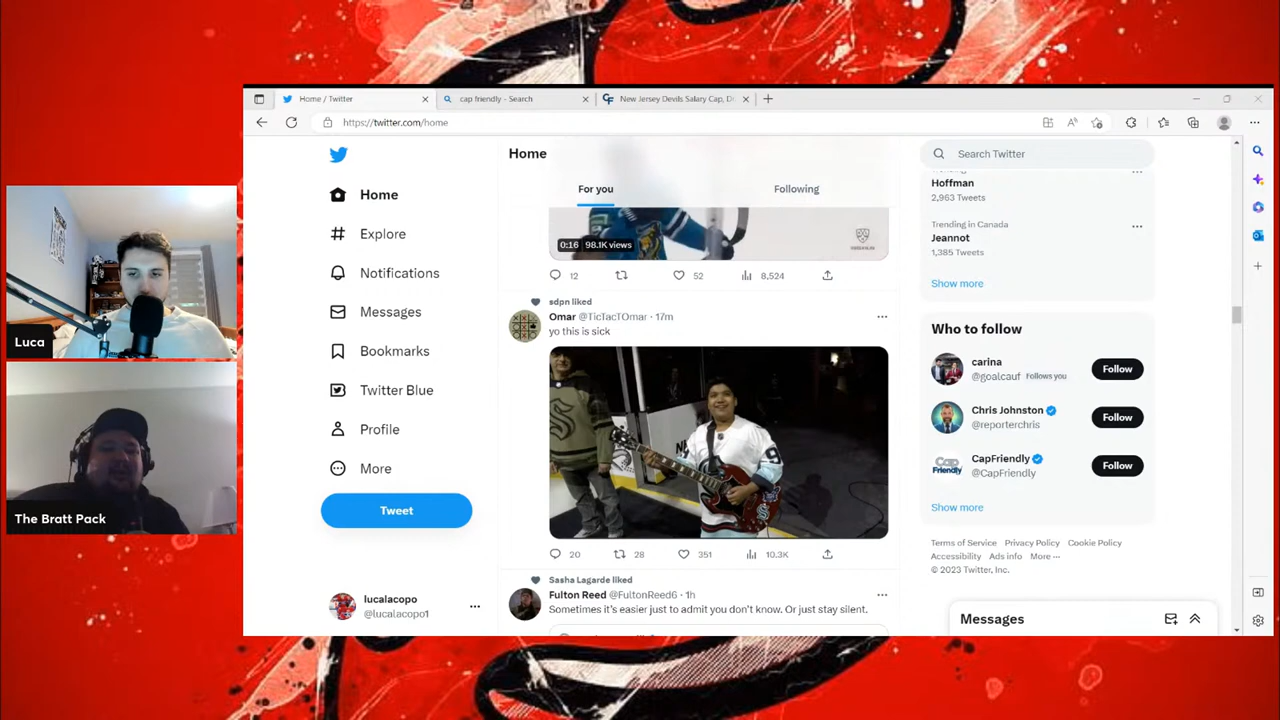 Home / Twitter
cap friendly - Search
New Jersey Devils Salary Cap, D
https://twitter.com/home
Luca
The Bratt Pack
Home
Explore
Notifications
Messages
Bookmarks
Twitter Blue
Profile
More
Tweet
lucalacopo
@lucalacopo1
Home
For you
Following
0:16 98.1K views
12
52
8,524
sdpn liked
Omar @TicTacTOmar · 17m
yo this is sick
20
28
351
10.3K
Sasha Lagarde liked
Fulton Reed @FultonReed6 · 1h
Sometimes it's easier just to admit you don't know. Or just stay silent.
Search Twitter
Hoffman
2,963 Tweets
Trending in Canada
Jeannot
1,385 Tweets
Show more
Who to follow
carina
@goalcauf Follows you
Follow
Chris Johnston
@reporterchris
Follow
Cap Friendly
CapFriendly
@CapFriendly
Follow
Show more
Terms of Service Privacy Policy Cookie Policy
Accessibility Ads info More ···
© 2023 Twitter, Inc.
Messages